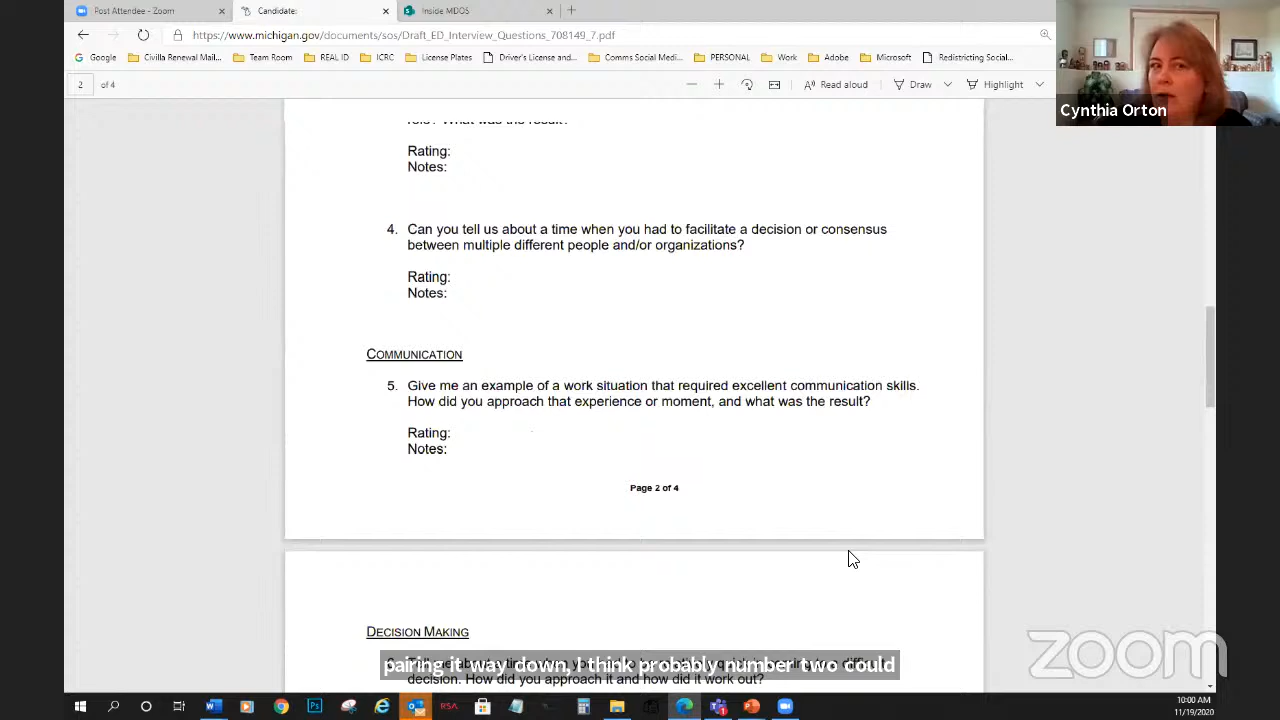 Post Attendee - Zoom
Candidate:
Inside MDOS
https://www.michigan.gov/documents/sos/Draft_ED_Interview_Questions_708149_7.pdf
Google
Civilla Renewal Mail...
Team Room
REAL ID
ICRC
License Plates
Driver's License and...
Comms Social Medi...
PERSONAL
Work
Adobe
Microsoft
Redistricting Social...
2 of 4
Read aloud
Draw
Highlight
Cynthia Orton
Rating:
Notes:
4. Can you tell us about a time when you had to facilitate a decision or consensus
between multiple different people and/or organizations?
Rating:
Notes:
COMMUNICATION
5. Give me an example of a work situation that required excellent communication skills.
How did you approach that experience or moment, and what was the result?
Rating:
Notes:
Page 2 of 4
DECISION MAKING
pairing it way down, I think probably number two could
decision. How did you approach it and how did it work out?
zoom
10:00 AM
11/19/2020